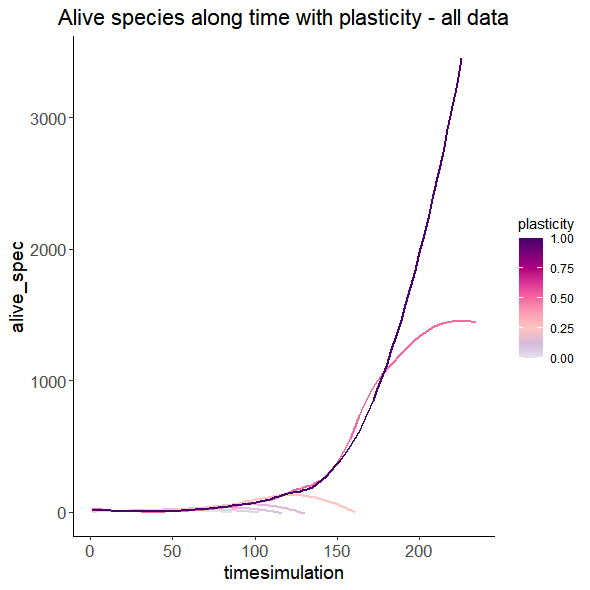 Alive species along time with plasticity - all data
alive_spec
3000
2000
1000
0
0 50 100 150 200
timesimulation
plasticity
1.00
0.75
0.50
0.25
0.00